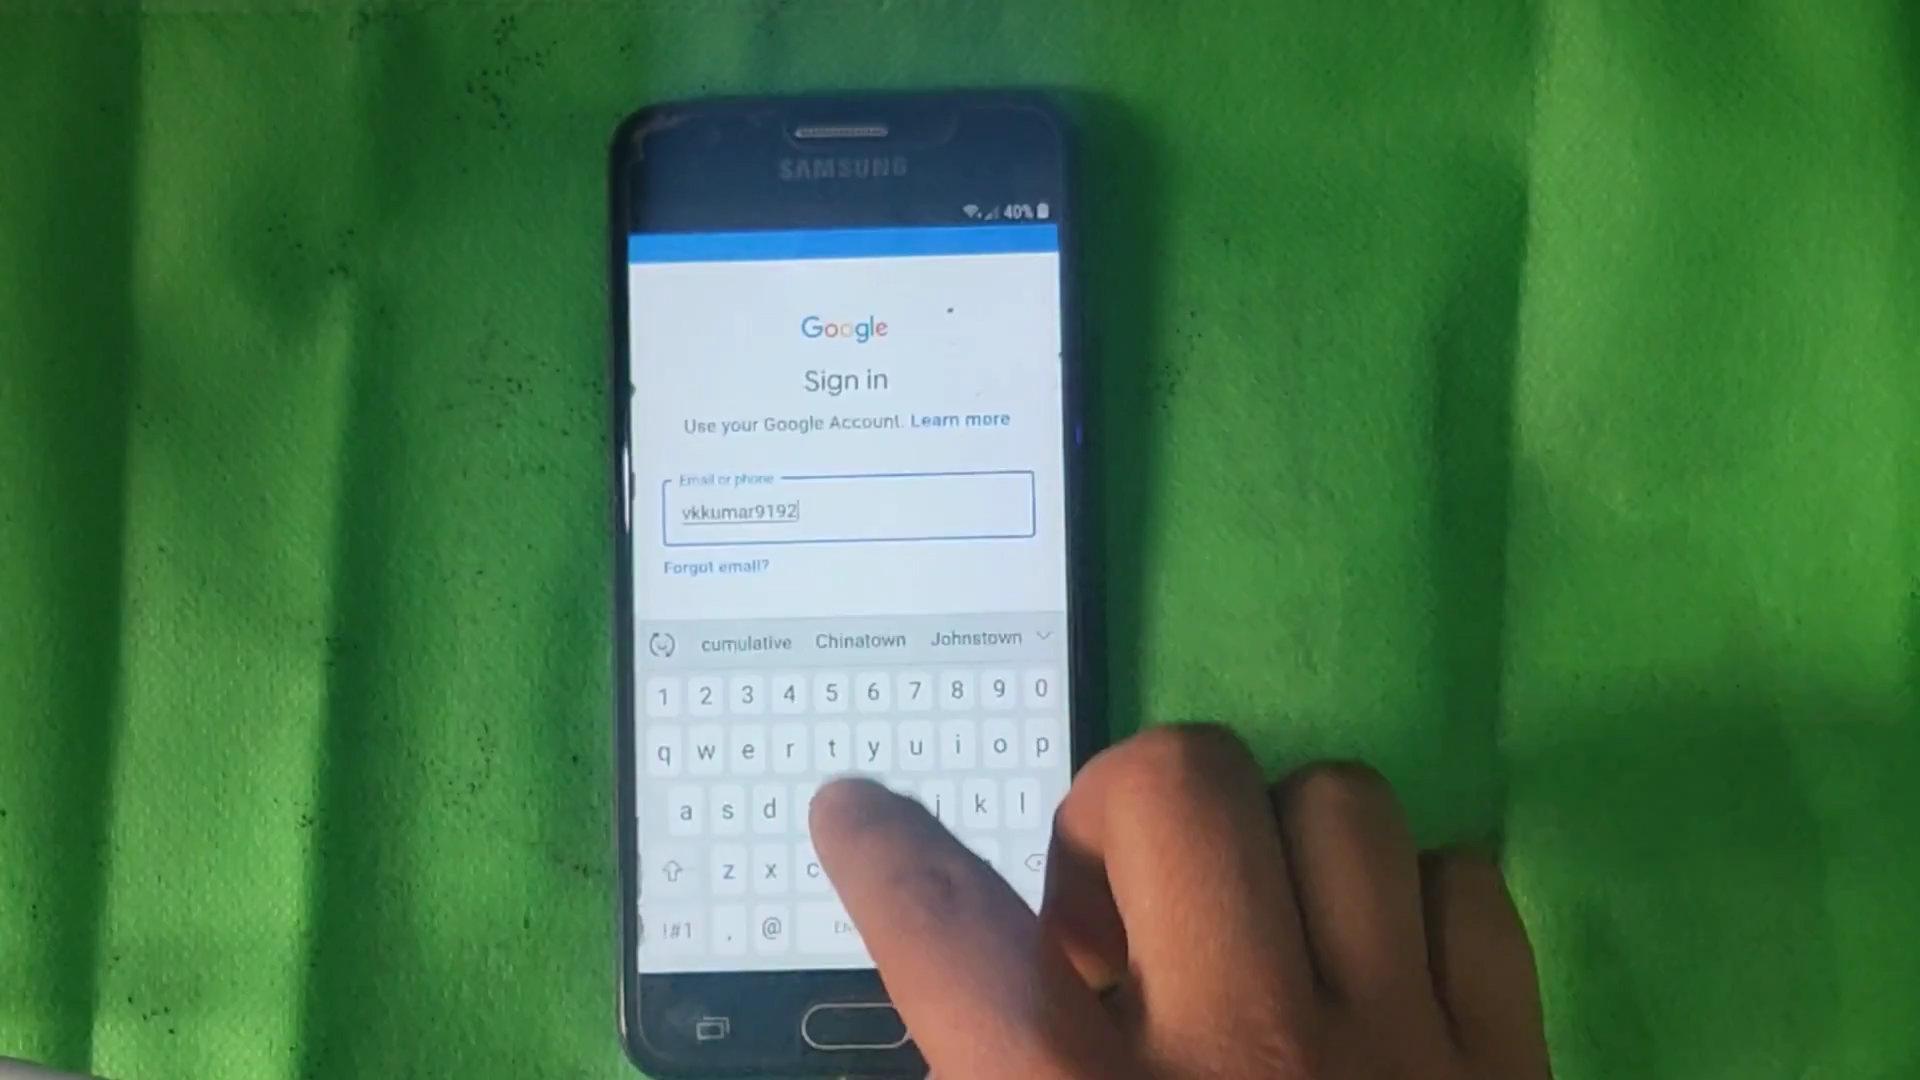 SAMSUNG
40%
Google
Sign in
Use your Google Account. Learn more
Email or phone
vkkumar9192
Forgot email?
cumulative Chinatown Johnstown
1 2 3 4 5 6 7 8 9 0
q w e r t y u i o p
a s d j k l
z x c
!#1 , @ EN